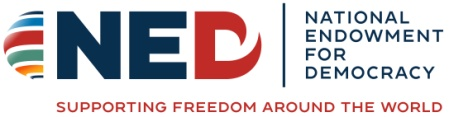 NED
NATIONAL
ENDOWMENT
FOR
DEMOCRACY
SUPPORTING FREEDOM AROUND THE WORLD